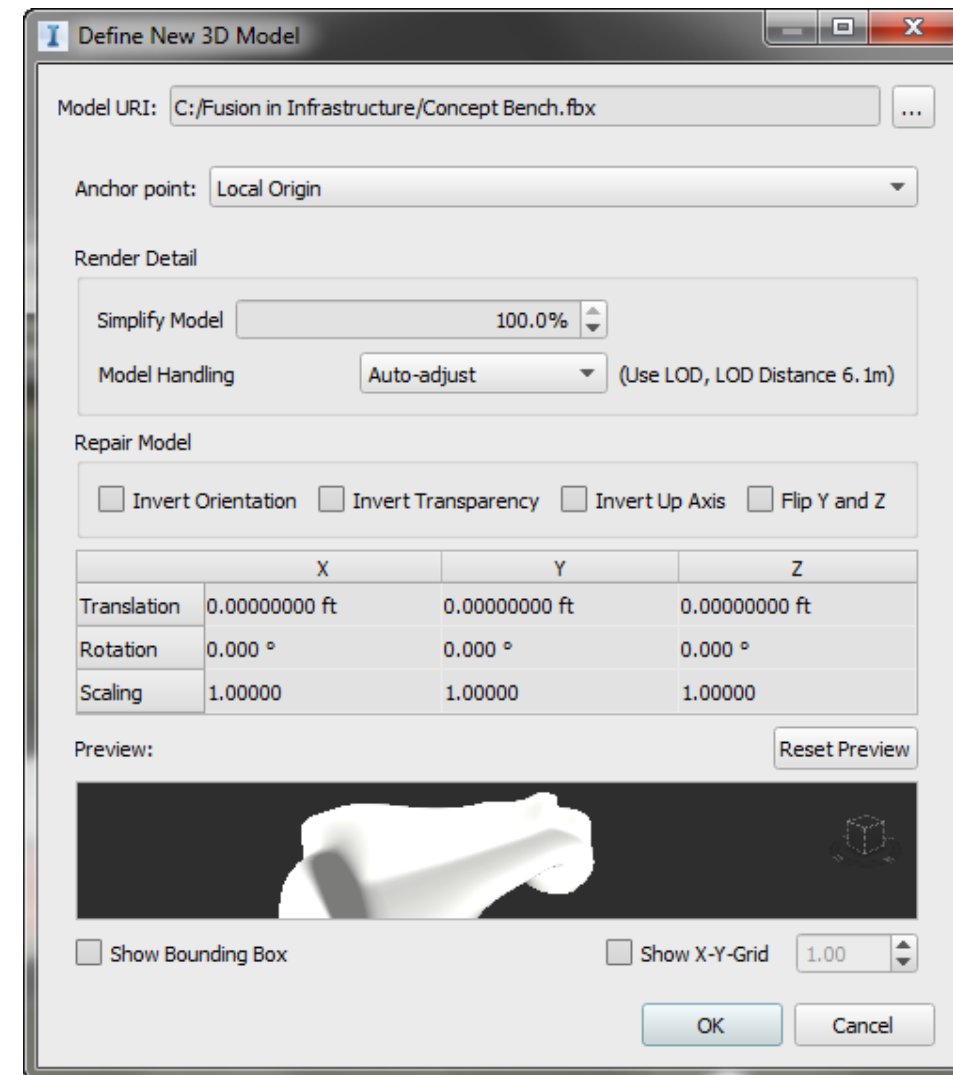 Define New 3D Model
Model URI: C:/Fusion in Infrastructure/Concept Bench.fbx ...
Anchor point: Local Origin
Render Detail
Simplify Model 100.0%
Model Handling Auto-adjust (Use LOD, LOD Distance 6.1m)
Repair Model
Invert Orientation Invert Transparency Invert Up Axis Flip Y and Z
X Y Z
Translation 0.00000000 ft 0.00000000 ft 0.00000000 ft
Rotation 0.000 ° 0.000 ° 0.000 °
Scaling 1.00000 1.00000 1.00000
Preview: Reset Preview
Show Bounding Box Show X-Y-Grid 1.00
OK Cancel